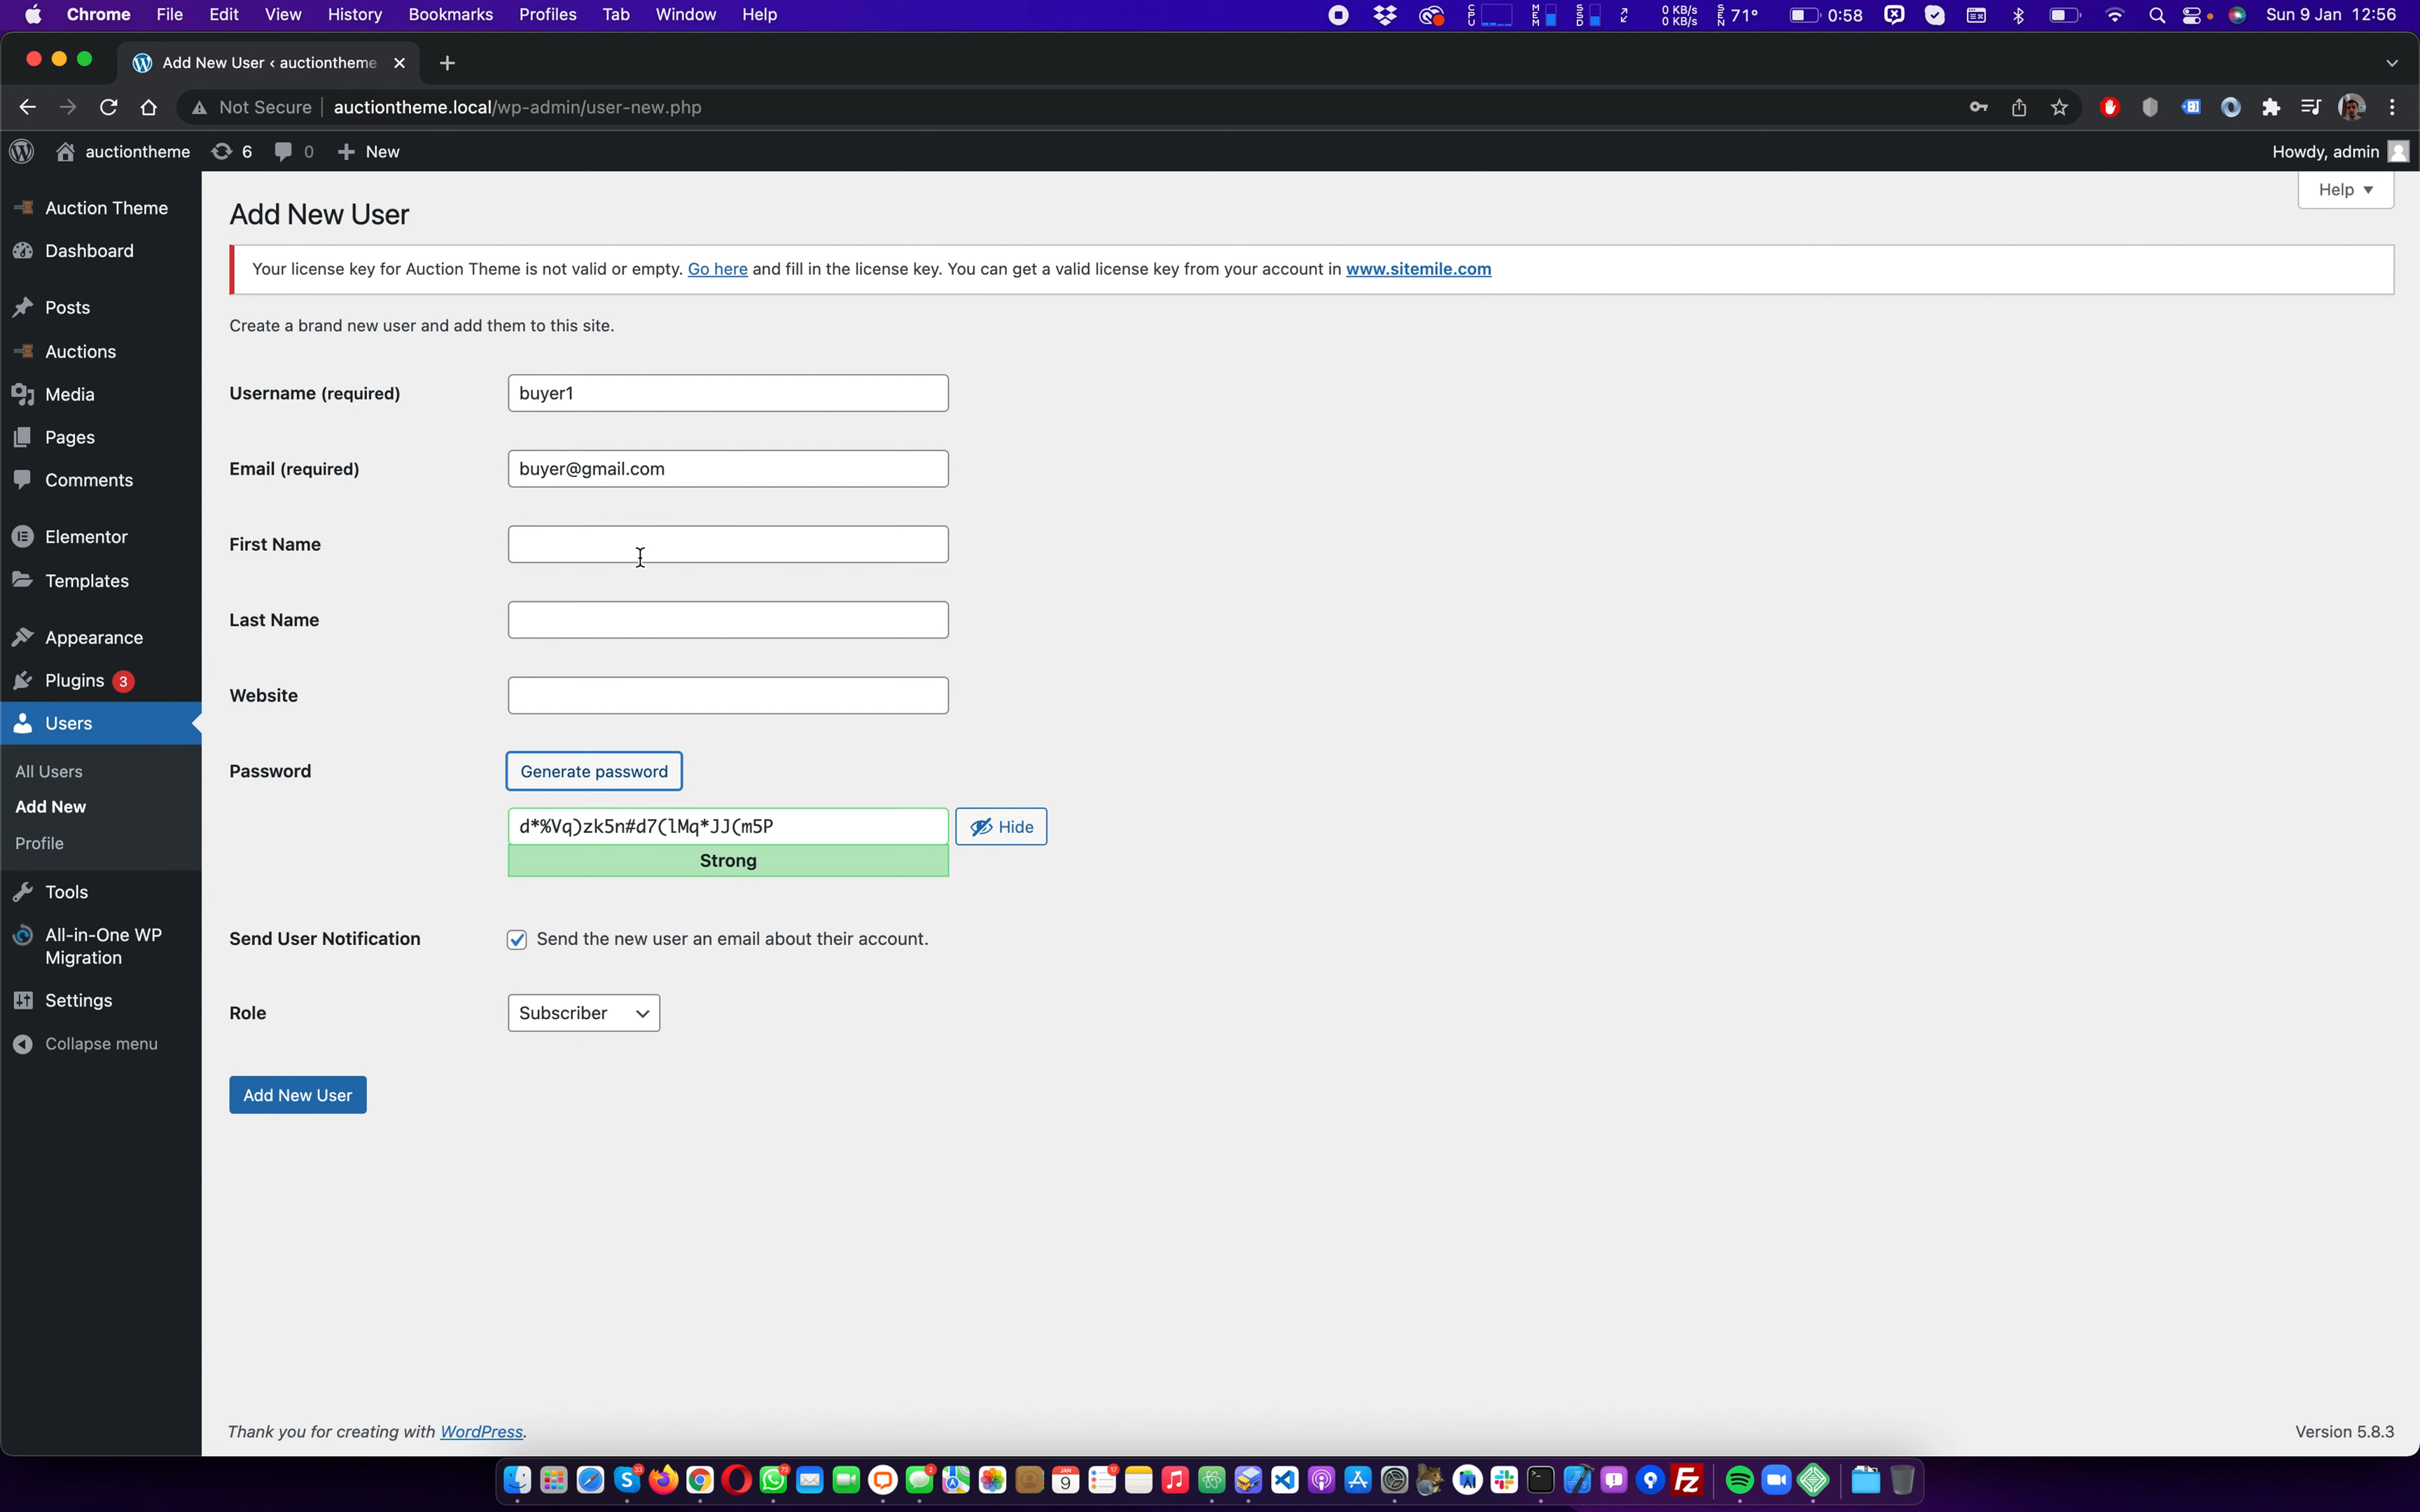 Chrome File Edit View History Bookmarks Profiles Tab Window Help 0 KB/s 0 KB/s 71° 0:58 Sun 9 Jan 12:56
Add New User ‹ auctiontheme
Not Secure auctiontheme.local/wp-admin/user-new.php
auctiontheme 6 0 New Howdy, admin
Help
Auction Theme
Dashboard
Posts
Auctions
Media
Pages
Comments
Elementor
Templates
Appearance
Plugins 3
Users
All Users
Add New
Profile
Tools
All-in-One WP
Migration
Settings
Collapse menu
Add New User
Your license key for Auction Theme is not valid or empty. Go here and fill in the license key. You can get a valid license key from your account in www.sitemile.com
Create a brand new user and add them to this site.
Username (required) buyer1
Email (required) buyer@gmail.com
First Name
Last Name
Website
Password Generate password
d*%Vq)zk5n#d7(lMq*JJ(m5P Hide
Strong
Send User Notification Send the new user an email about their account.
Role Subscriber
Add New User
Thank you for creating with WordPress. Version 5.8.3